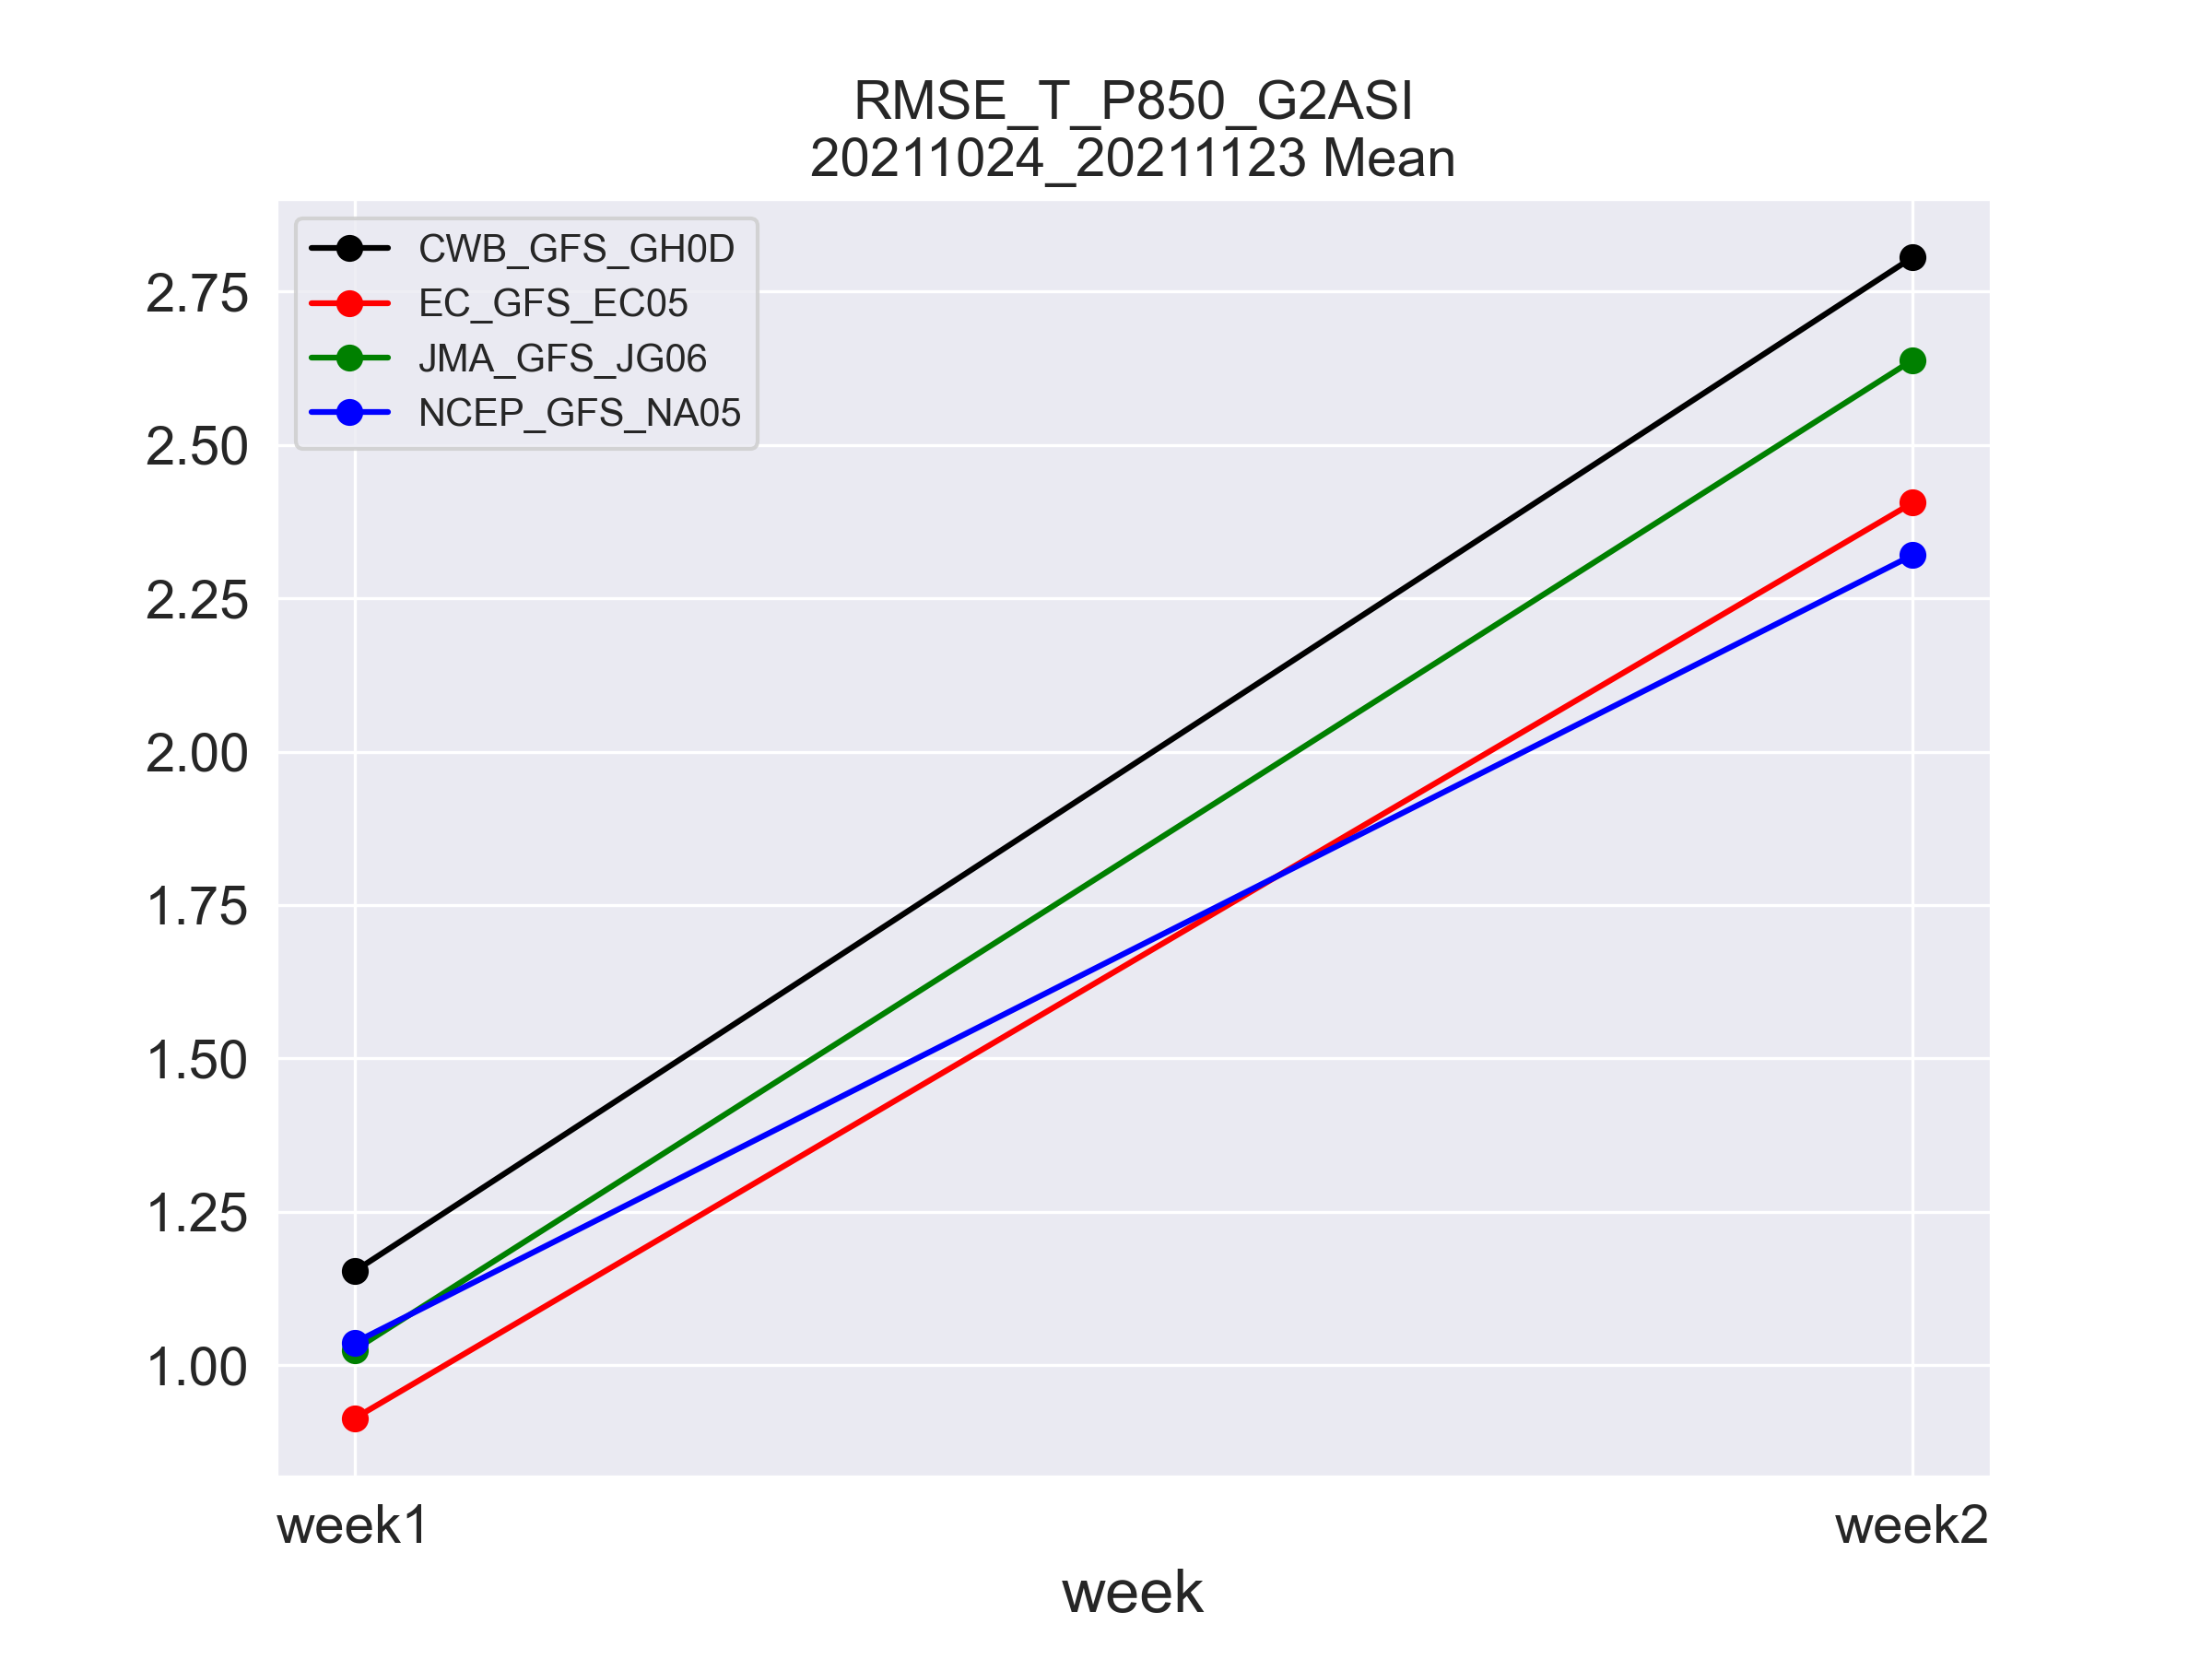 RMSE_T_P850_G2ASI
20211024_20211123 Mean
CWB_GFS_GH0D
EC_GFS_EC05
JMA_GFS_JG06
NCEP_GFS_NA05
2.75
2.50
2.25
2.00
1.75
1.50
1.25
1.00
week1
week2
week